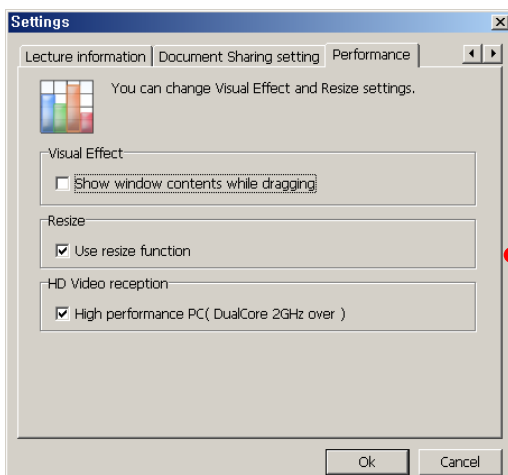 Settings
Lecture information Document Sharing setting Performance
You can change Visual Effect and Resize settings.
Visual Effect
Show window contents while dragging
Resize
Use resize function
HD Video reception
High performance PC( DualCore 2GHz over )
Ok Cancel